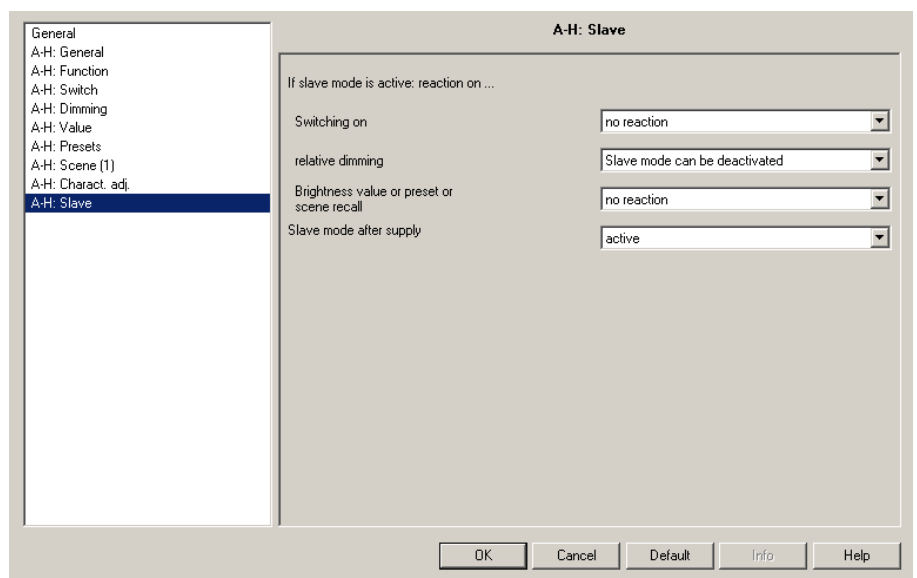 General
A-H: General
A-H: Function
A-H: Switch
A-H: Dimming
A-H: Value
A-H: Presets
A-H: Scene (1)
A-H: Charact. adj.
A-H: Slave
A-H: Slave
If slave mode is active: reaction on ...
Switching on
no reaction
relative dimming
Slave mode can be deactivated
Brightness value or preset or
scene recall
no reaction
Slave mode after supply
active
OK
Cancel
Default
Info
Help